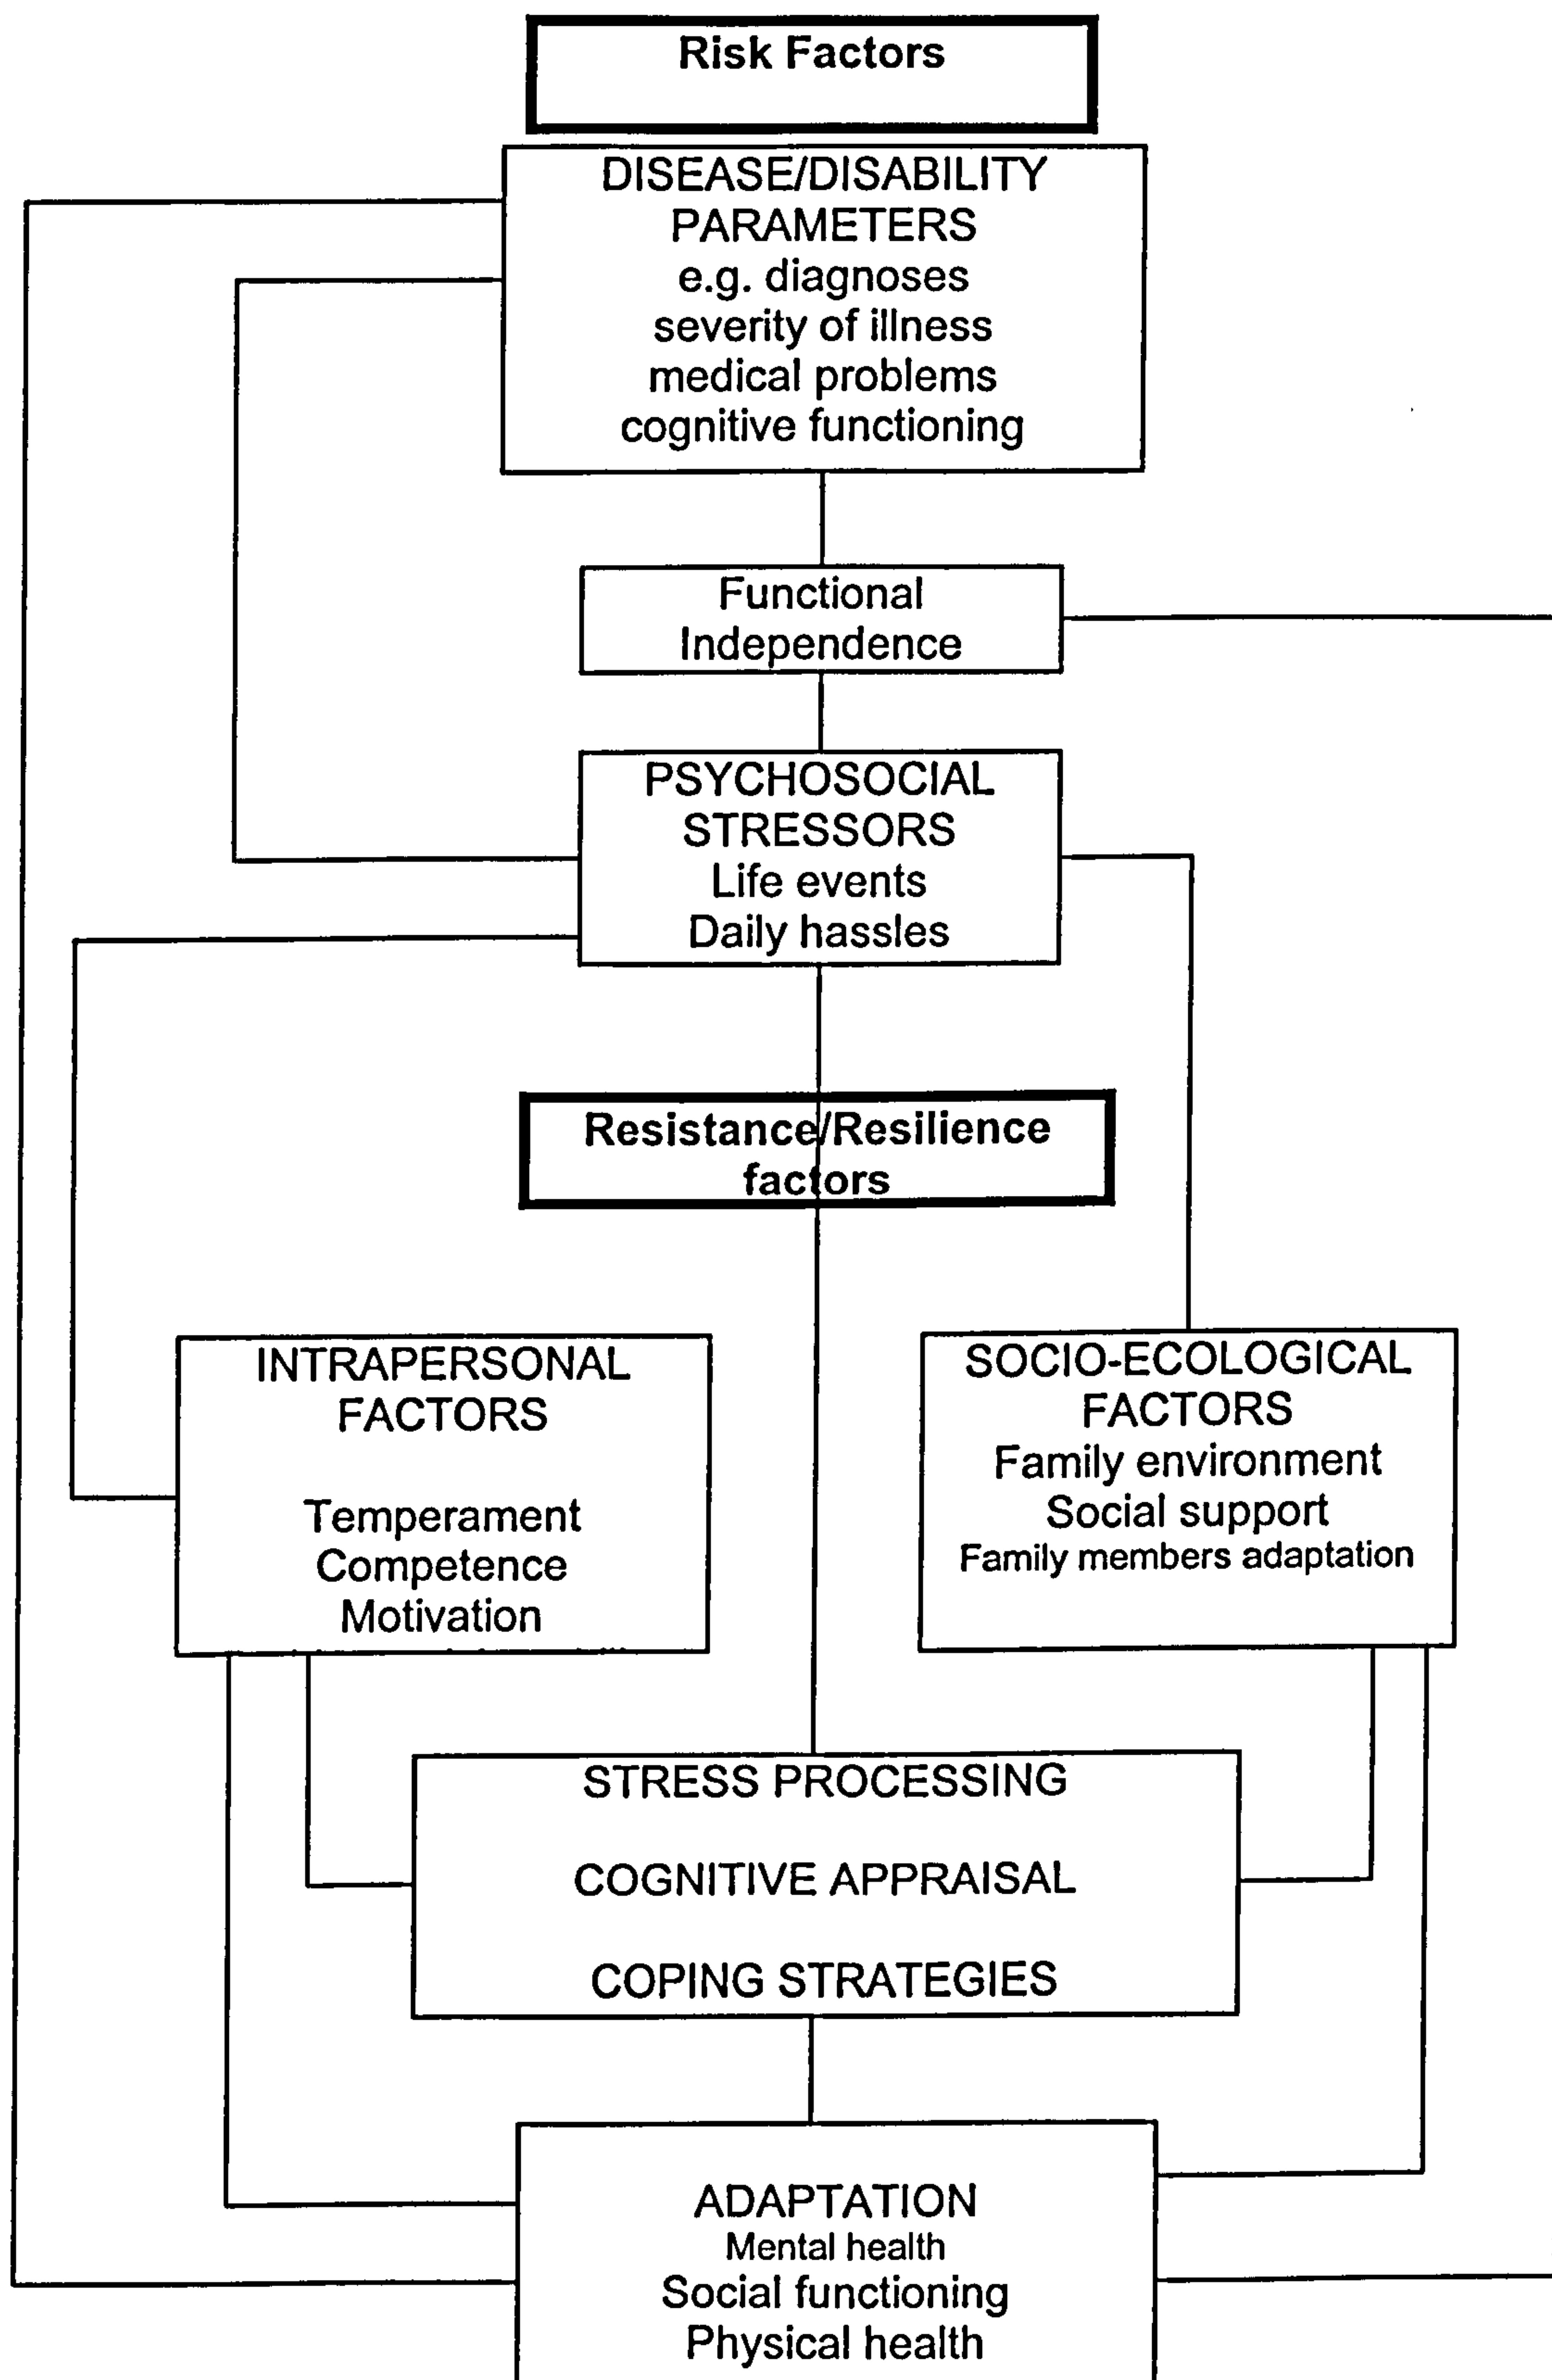 Risk Factors
DISEASE/DISABILITY
PARAMETERS
e.g. diagnoses
severity of illness
medical problems
cognitive functioning
Functional
Independence
PSYCHOSOCIAL
STRESSORS
Life events
Daily hassles
Resistance/Resilience
factors
INTRAPERSONAL
FACTORS
Temperament
Competence
Motivation
SOCIO-ECOLOGICAL
FACTORS
Family environment
Social support
Family members adaptation
STRESS PROCESSING
COGNITIVE APPRAISAL
COPING STRATEGIES
ADAPTATION
Mental health
Social functioning
Physical health